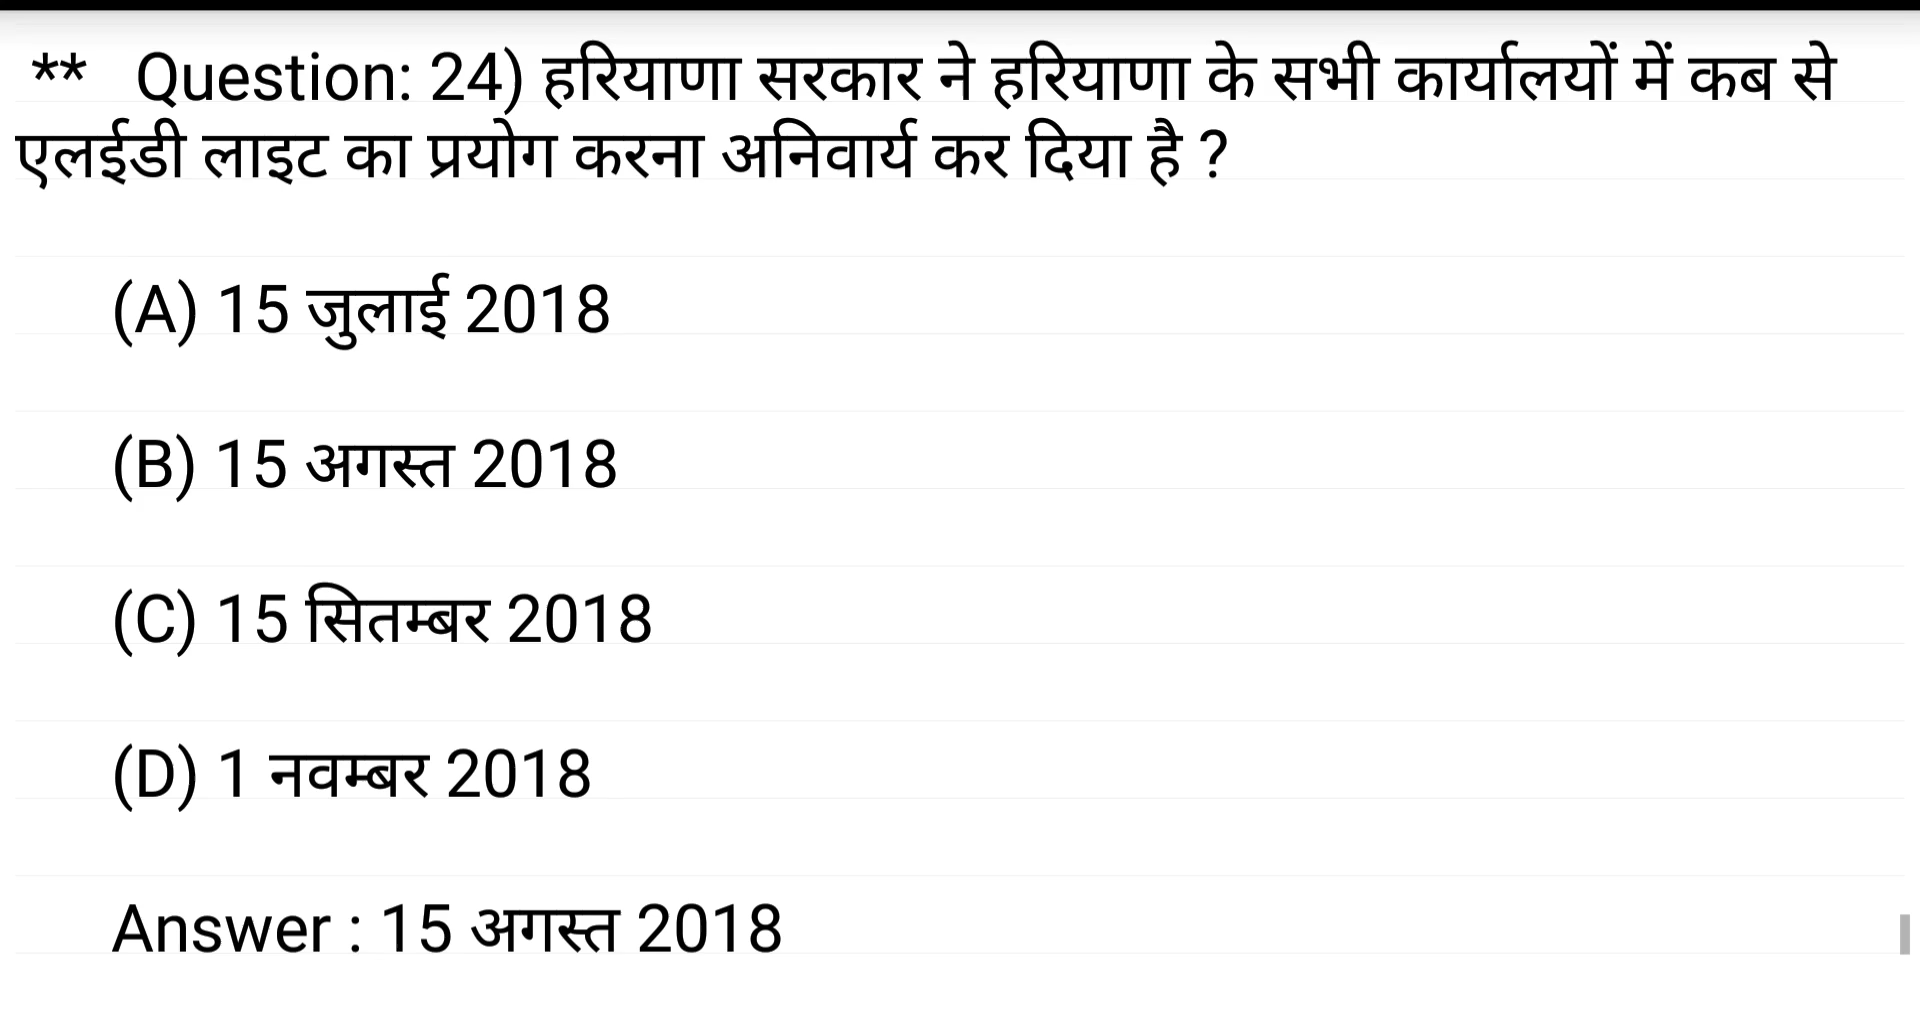 ** Question: 24) हरियाणा सरकार ने हरियाणा के सभी कार्यालयों में कब से
एलईडी लाइट का प्रयोग करना अनिवार्य कर दिया है ?
(A) 15 जुलाई 2018
(B) 15 अगस्त 2018
(C) 15 सितम्बर 2018
(D) 1 नवम्बर 2018
Answer : 15 अगस्त 2018